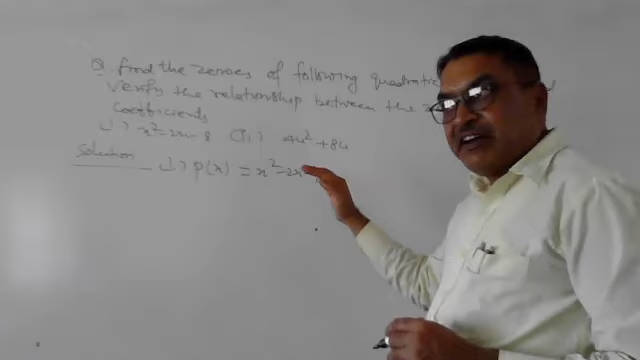 Q. Find the zeroes of following quadratic
verify the relationship between the
coefficients
i) x²-2x-8 (ii) 4u²+8u
Solution i) p(x) = x²-2x